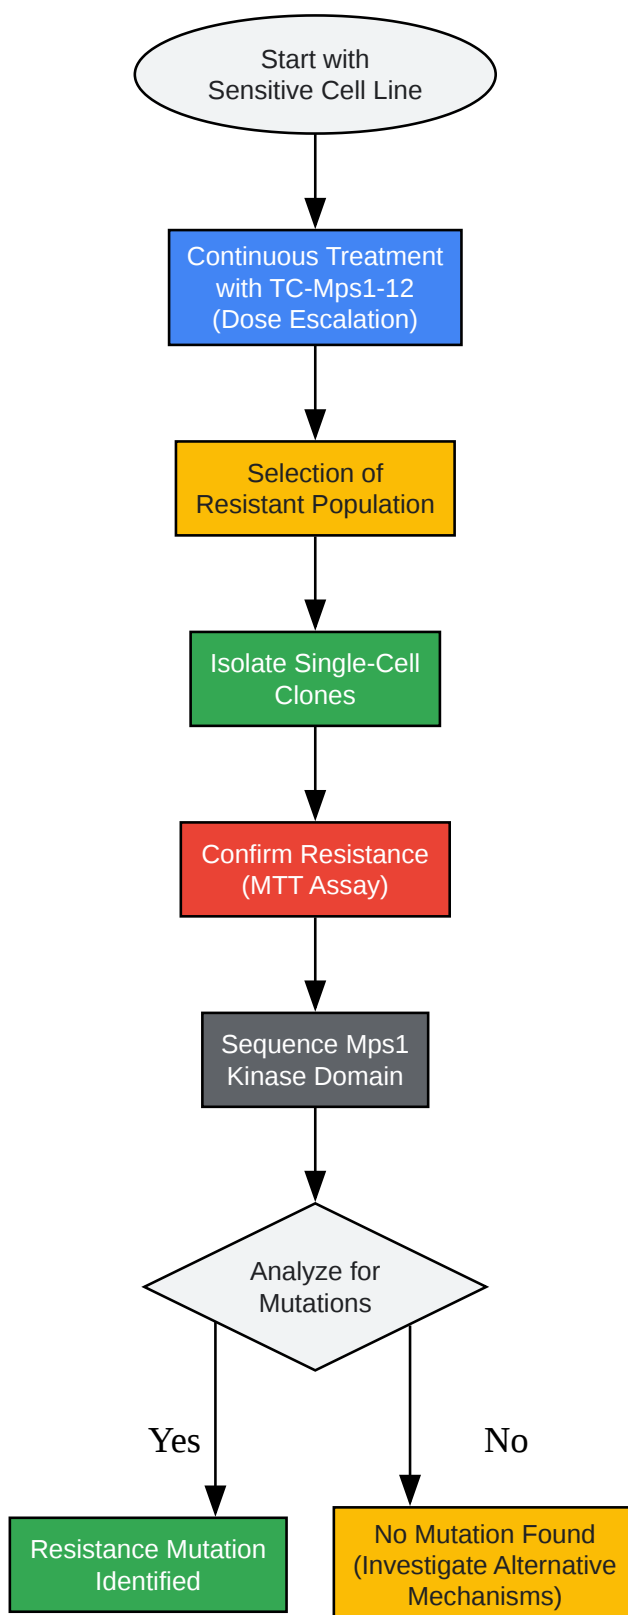 Start with
Sensitive Cell Line
Continuous Treatment
with TC-Mps1-12
(Dose Escalation)
Selection of
Resistant Population
Isolate Single-Cell
Clones
Confirm Resistance
(MTT Assay)
Sequence Mps1
Kinase Domain
Analyze for
Mutations
Yes
No
Resistance Mutation
Identified
No Mutation Found
(Investigate Alternative
Mechanisms)